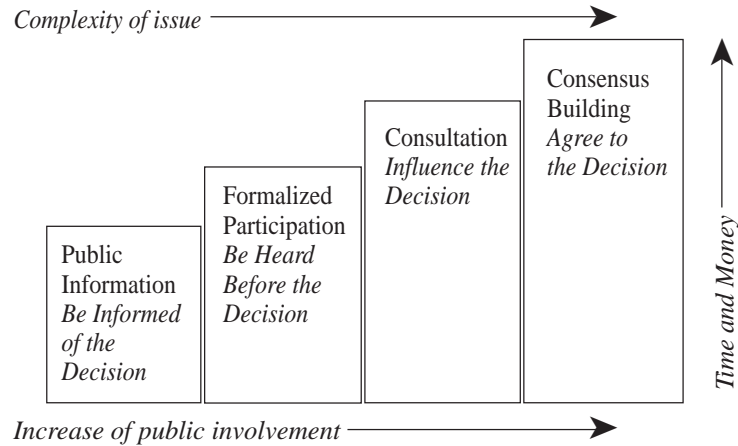 Complexity of issue
Consensus
Building
Agree to
the Decision
Consultation
Influence the
Decision
Formalized
Participation
Be Heard
Before the
Decision
Public
Information
Be Informed
of the
Decision
Time and Money
Increase of public involvement